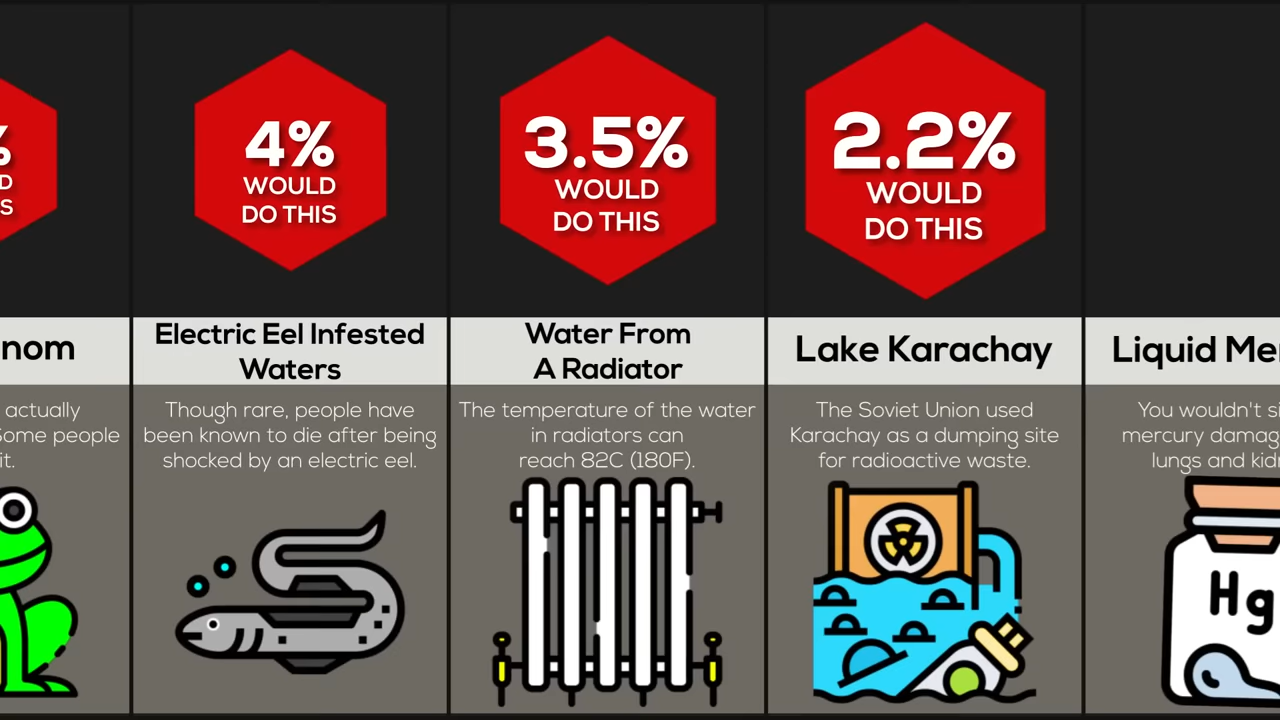 %
D
S
nom
actually
Some people
it.
4%
WOULD
DO THIS
Electric Eel Infested
Waters
Though rare, people have
been known to die after being
shocked by an electric eel.
3.5%
WOULD
DO THIS
Water From
A Radiator
The temperature of the water
in radiators can
reach 82C (180F).
2.2%
WOULD
DO THIS
Lake Karachay
The Soviet Union used
Karachay as a dumping site
for radioactive waste.
Liquid Me
You wouldn't si
mercury damag
lungs and kid
Hg